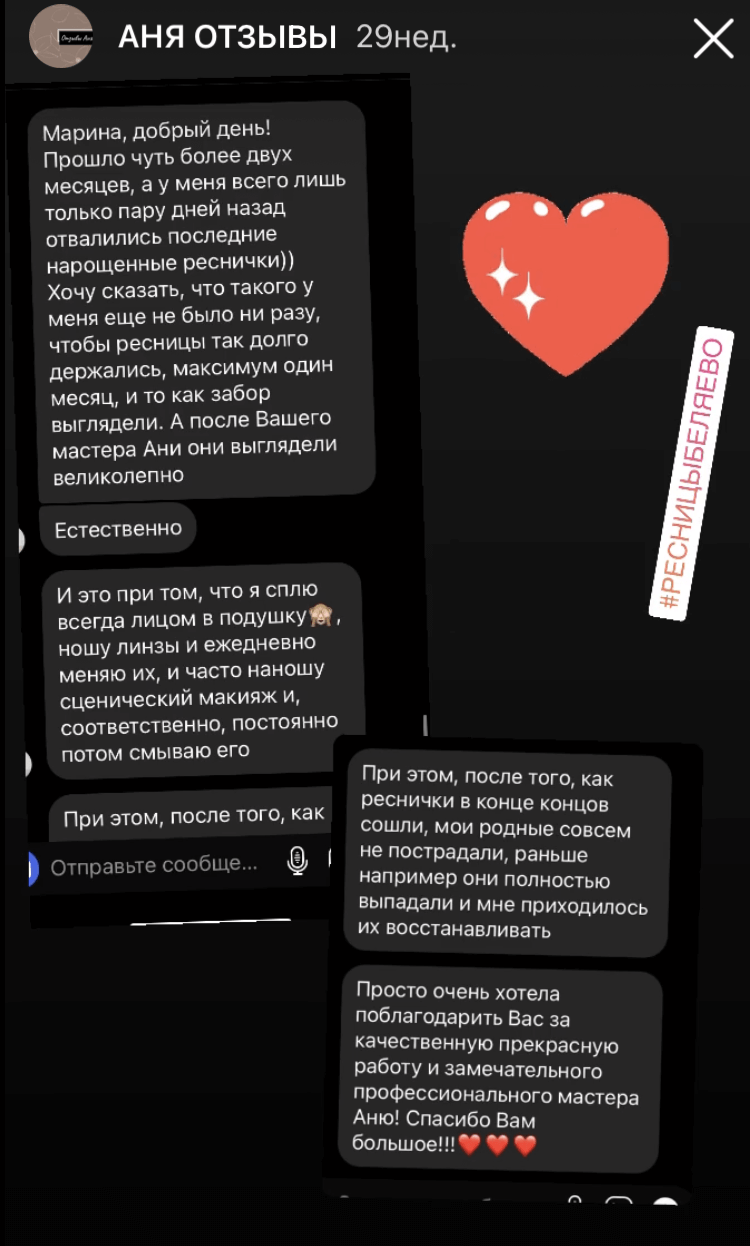 АНЯ ОТЗЫВЫ 29нед.
Марина, добрый день!
Прошло чуть более двух
месяцев, а у меня всего лишь
только пару дней назад
отвалились последние
нарощенные реснички))
Хочу сказать, что такого у
меня еще не было ни разу,
чтобы ресницы так долго
держались, максимум один
месяц, и то как забор
выглядели. А после Вашего
мастера Ани они выглядели
великолепно
Естественно
И это при том, что я сплю
всегда лицом в подушку🙈,
ношу линзы и ежедневно
меняю их, и часто наношу
сценический макияж и,
соответственно, постоянно
потом смываю его
При этом, после того, как
Отправьте сообще...
#РЕСНИЦЫБЕЛЯЕВО
При этом, после того, как
реснички в конце концов
сошли, мои родные совсем
не пострадали, раньше
например они полностью
выпадали и мне приходилось
их восстанавливать
Просто очень хотела
поблагодарить Вас за
качественную прекрасную
работу и замечательного
профессионального мастера
Аню! Спасибо Вам
большое!!!❤️❤️❤️